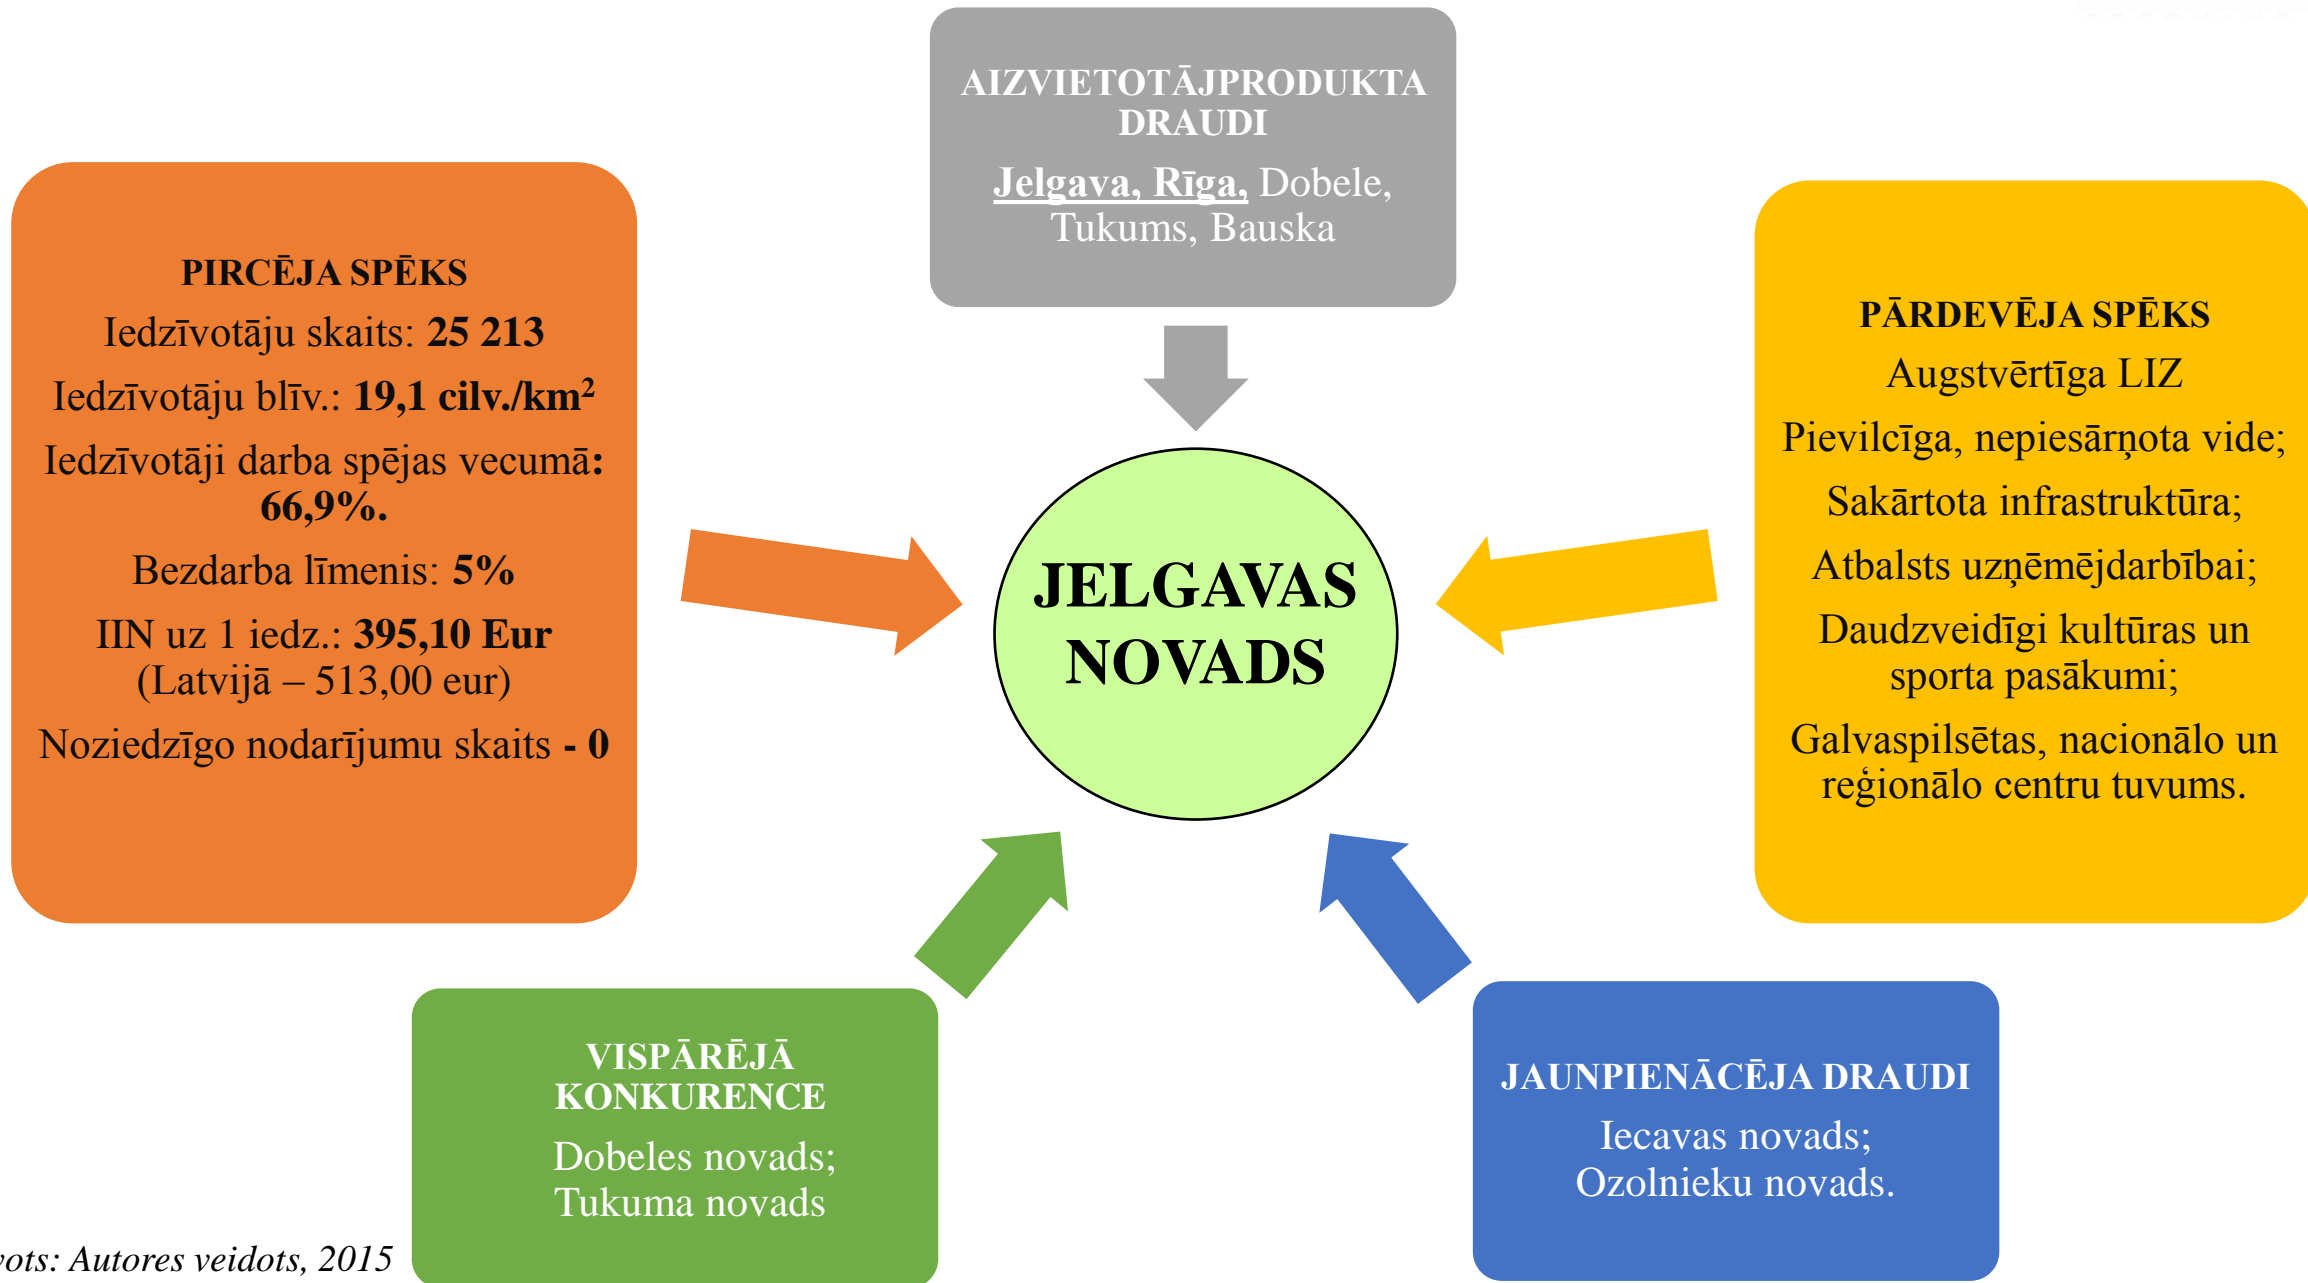 AIZVIETOTĀJPRODUKTA
DRAUDI
Jelgava, Rīga, Dobele,
Tukums, Bauska
PIRCĒJA SPĒKS
Iedzīvotāju skaits: 25 213
Iedzīvotāju blīv.: 19,1 cilv./km²
Iedzīvotāji darba spējas vecumā:
66,9%.
Bezdarba līmenis: 5%
IIN uz 1 iedz.: 395,10 Eur
(Latvijā – 513,00 eur)
Noziedzīgo nodarījumu skaits - 0
JELGAVAS
NOVADS
PĀRDEVĒJA SPĒKS
Augstvērtīga LIZ
Pievilcīga, nepiesārņota vide;
Sakārtota infrastruktūra;
Atbalsts uzņēmējdarbībai;
Daudzveidīgi kultūras un
sporta pasākumi;
Galvaspilsētas, nacionālo un
reģionālo centru tuvums.
VISPĀRĒJĀ
KONKURENCE
Dobeles novads;
Tukuma novads
JAUNPIENĀCĒJA DRAUDI
Iecavas novads;
Ozolnieku novads.
vots: Autores veidots, 2015